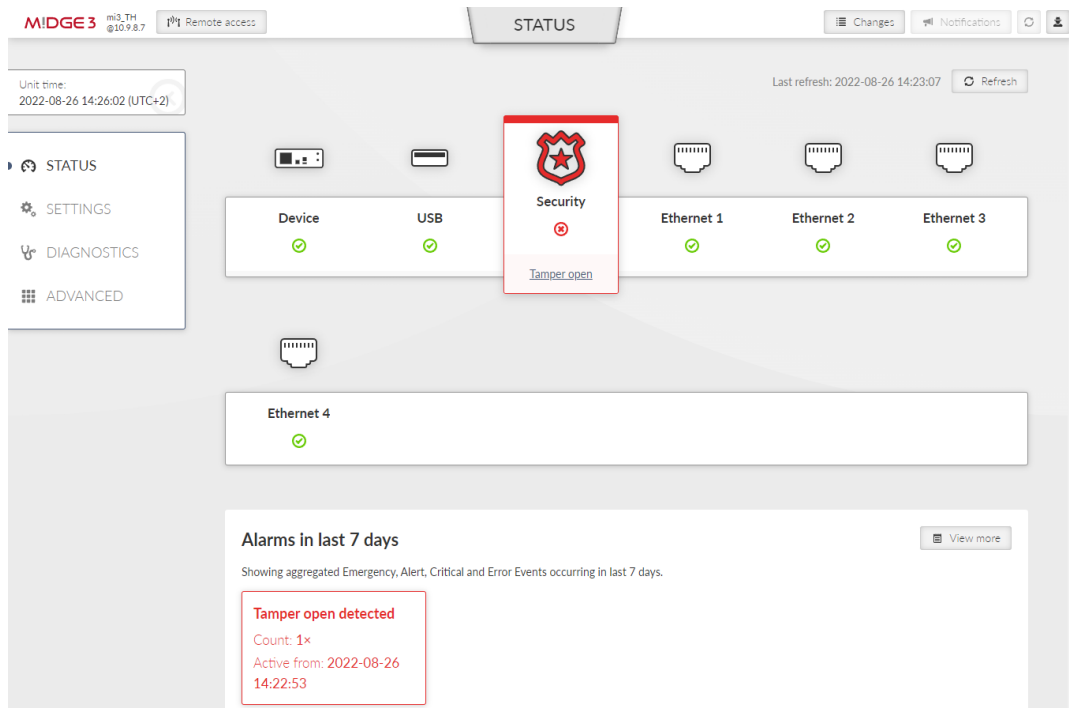 M!DGE 3
mi3_TH
@10.9.8.7
Remote access
STATUS
Changes
Notifications
Unit time:
2022-08-26 14:26:02 (UTC+2)
Last refresh: 2022-08-26 14:23:07
Refresh
STATUS
SETTINGS
DIAGNOSTICS
ADVANCED
Device
USB
Security
Tamper open
Ethernet 1
Ethernet 2
Ethernet 3
Ethernet 4
Alarms in last 7 days
View more
Showing aggregated Emergency, Alert, Critical and Error Events occurring in last 7 days.
Tamper open detected
Count: 1×
Active from: 2022-08-26
14:22:53